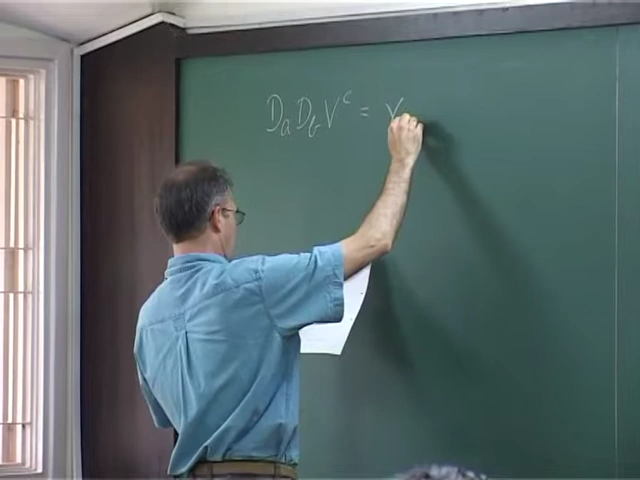 D_a D_b V^c = γ